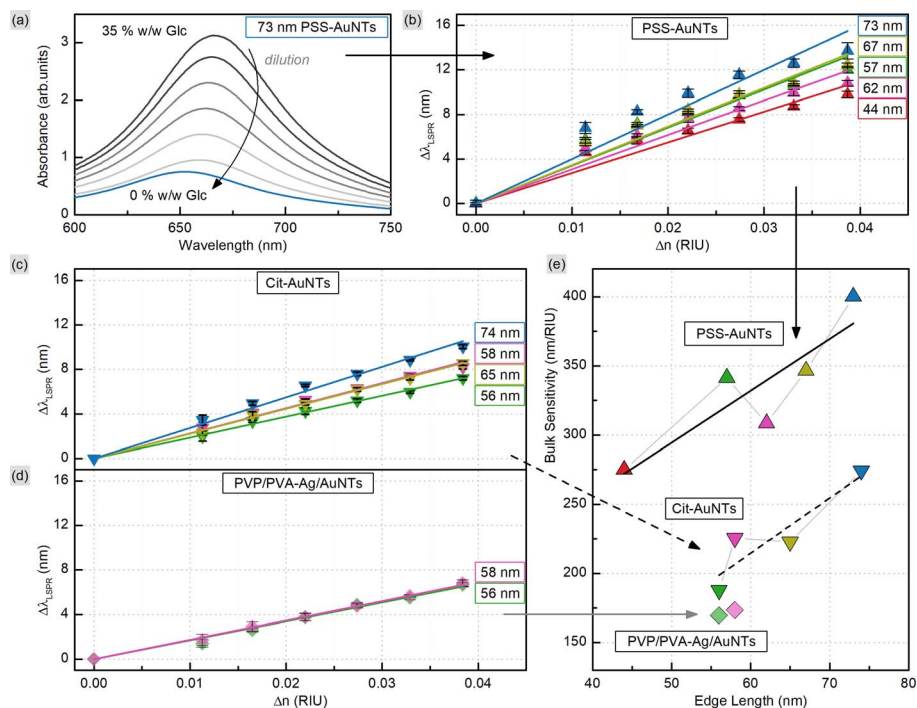 (a)
35 % w/w Glc
73 nm PSS-AuNTs
dilution
0 % w/w Glc
3
2
1
0
600
650
700
750
Absorbance (arb.units)
Wavelength (nm)
(b)
PSS-AuNTs
73 nm
67 nm
57 nm
62 nm
44 nm
16
12
8
4
0
0.00
0.01
0.02
0.03
0.04
Δλ_LSPR (nm)
Δn (RIU)
(c)
Cit-AuNTs
74 nm
58 nm
65 nm
56 nm
16
12
8
4
0
Δλ_LSPR (nm)
(d)
PVP/PVA-Ag/AuNTs
58 nm
56 nm
16
12
8
4
0
0.00
0.01
0.02
0.03
0.04
Δλ_LSPR (nm)
Δn (RIU)
(e)
PSS-AuNTs
Cit-AuNTs
PVP/PVA-Ag/AuNTs
400
350
300
250
200
150
40
50
60
70
80
Bulk Sensitivity (nm/RIU)
Edge Length (nm)